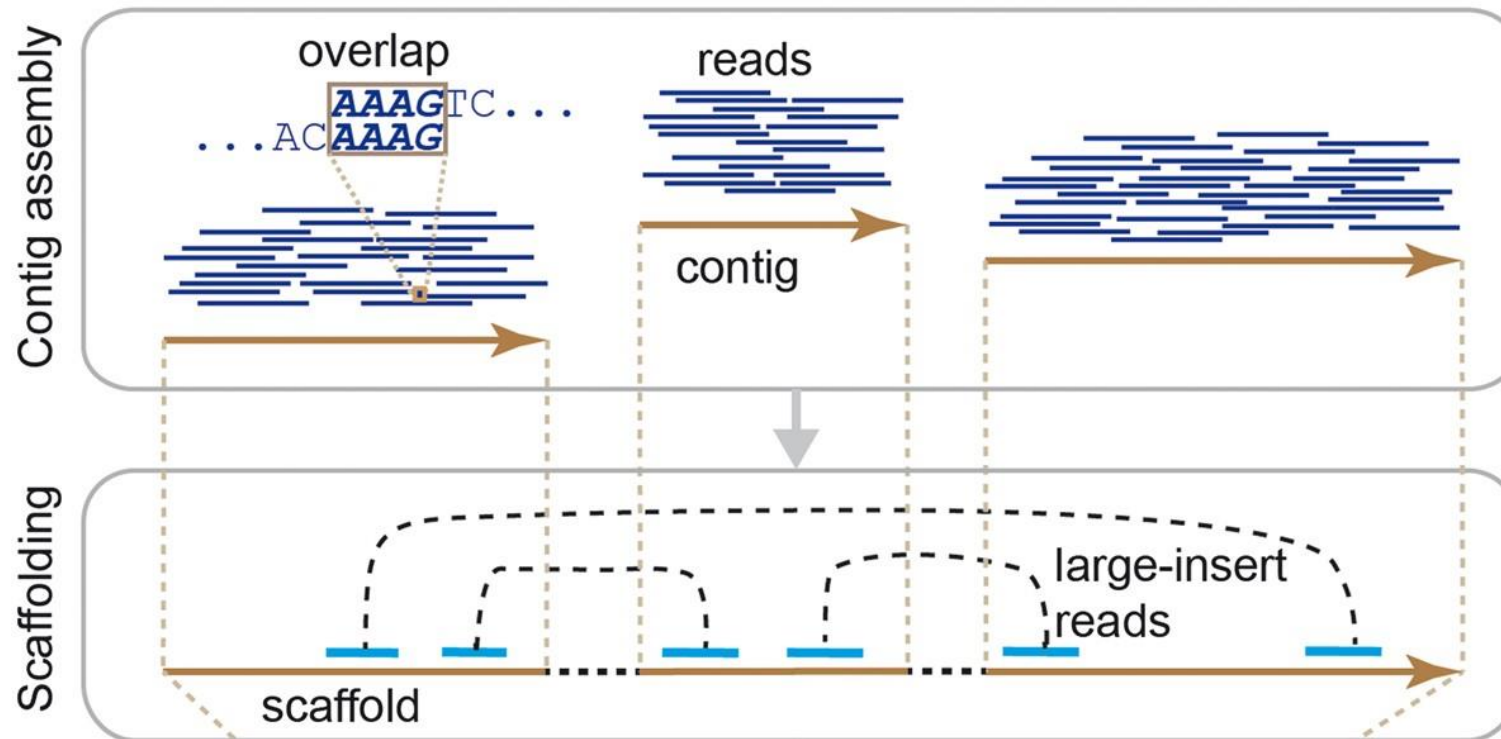 Contig assembly
overlap
AAAGTC...
...ACAAAG
reads
contig
Scaffolding
large-insert
reads
scaffold